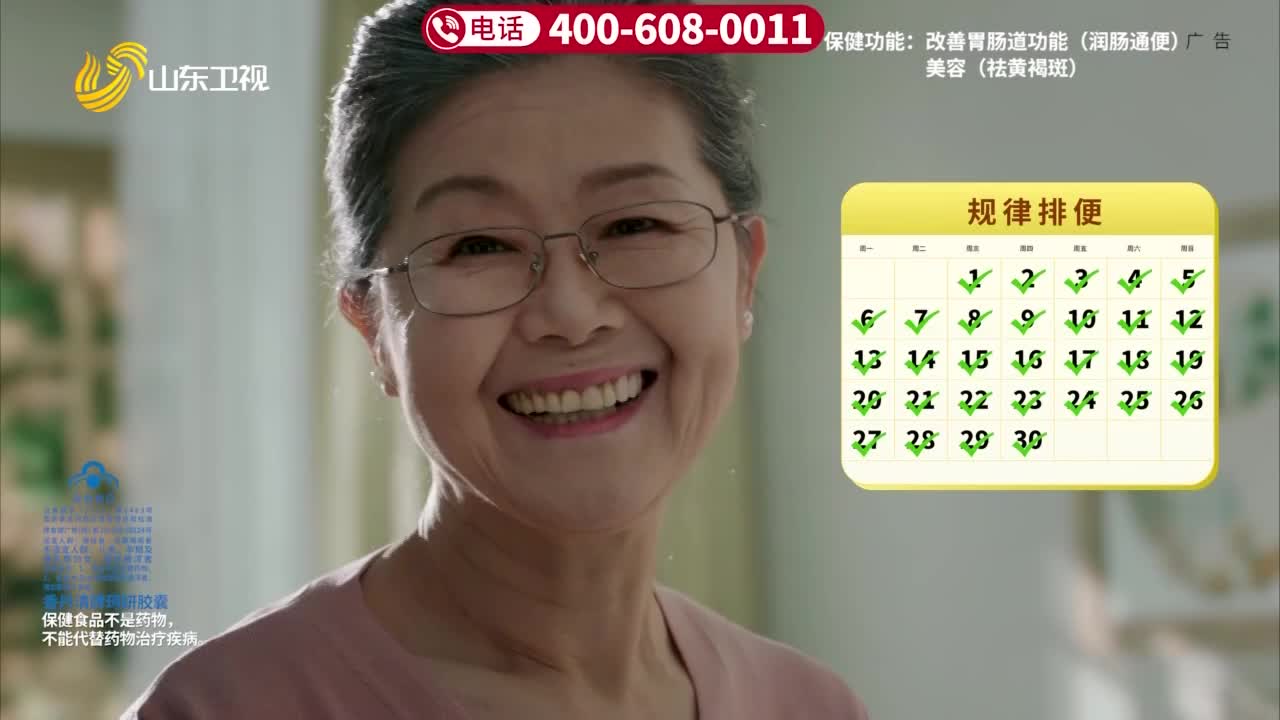 电话 400-608-0011
保健功能：改善胃肠道功能（润肠通便）
美容（祛黄褐斑）
广告
山东卫视
规律排便
周一 周二 周三 周四 周五 周六 周日
1 2 3 4 5
6 7 8 9 10 11 12
13 14 15 16 17 18 19
20 21 22 23 24 25 26
27 28 29 30
保健食品不是药物，
不能代替药物治疗疾病。